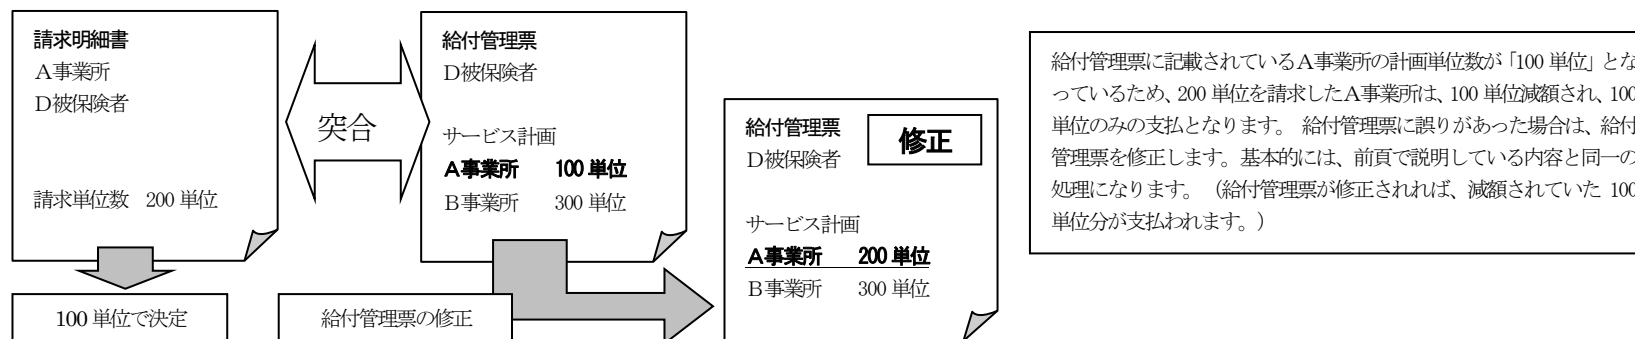 請求明細書
A事業所
D被保険者
請求単位数 200 単位
突合
給付管理票
D被保険者
サービス計画
A事業所 100 単位
B事業所 300 単位
100 単位で決定
給付管理票の修正
給付管理票
修正
D被保険者
サービス計画
A事業所 200 単位
B事業所 300 単位
給付管理票に記載されているA事業所の計画単位数が「100 単位」とな
っているため、200 単位を請求したA事業所は、100 単位減額され、100
単位のみの支払となります。 給付管理票に誤りがあった場合は、給付
管理票を修正します。基本的には、前頁で説明している内容と同一の
処理になります。 (給付管理票が修正されれば、減額されていた 100
単位分が支払われます。)